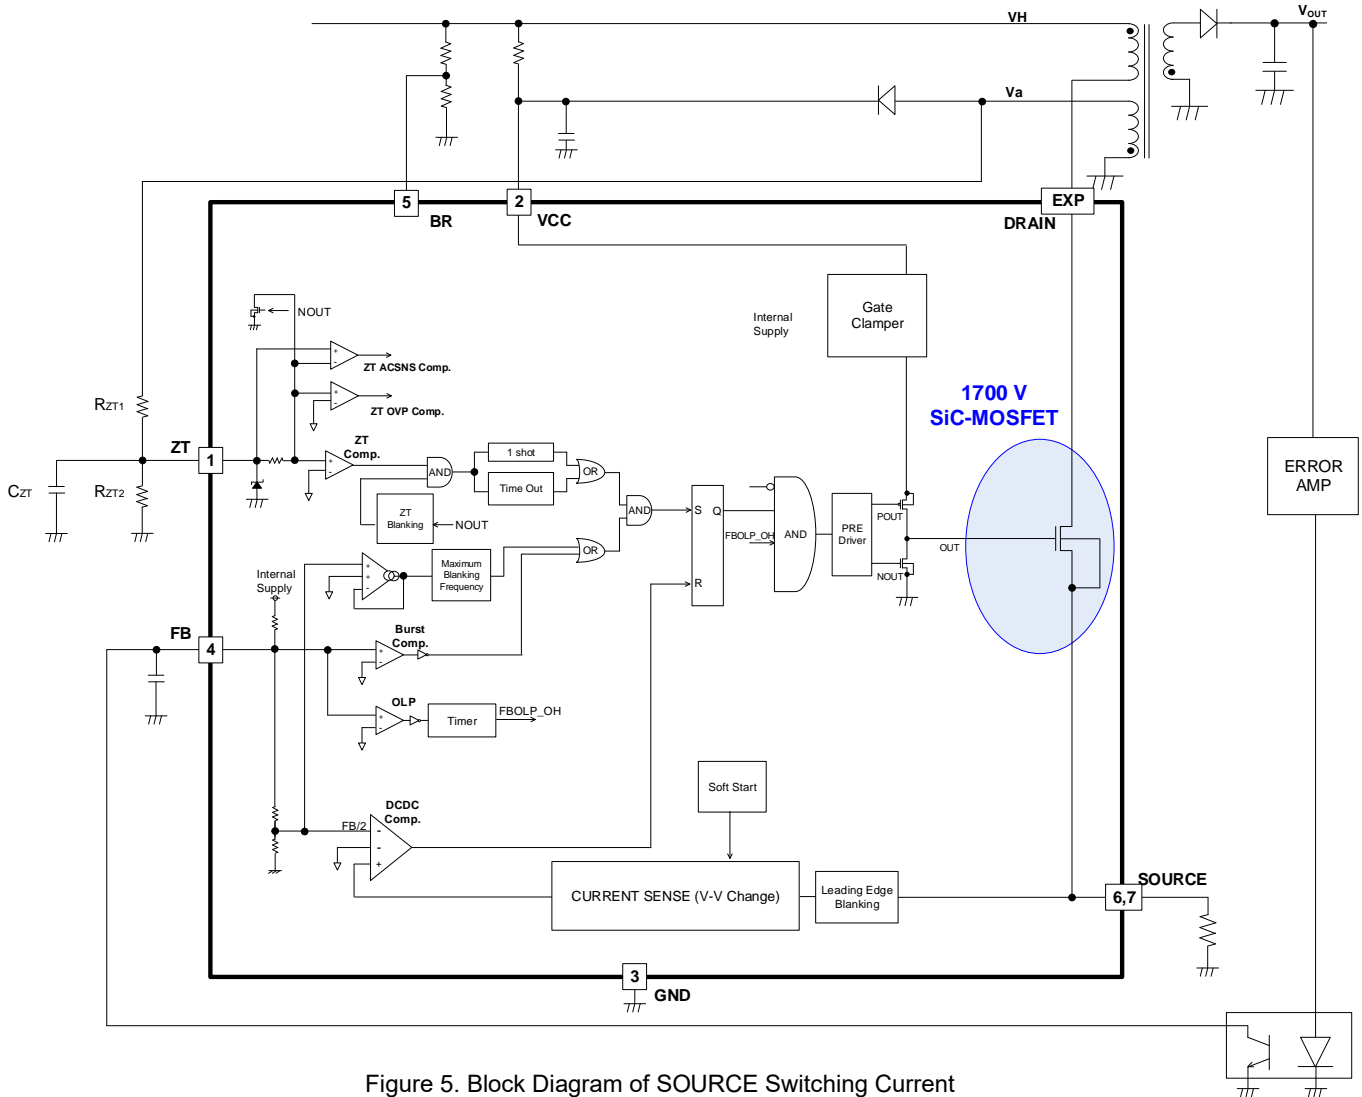 VH
VOUT
Va
5
BR
2
VCC
EXP
DRAIN
NOUT
Internal
Supply
Gate
Clamper
ZT ACSNS Comp.
ZT OVP Comp.
1700 V
SiC-MOSFET
RZT1
ZT
1
ZT
Comp.
AND
1 shot
Time Out
OR
CZT
RZT2
ZT
Blanking
NOUT
AND
S
Q
R
FBOLP_OH
AND
PRE
Driver
POUT
NOUT
OUT
ERROR
AMP
Internal
Supply
Maximum
Blanking
Frequency
OR
FB
4
Burst
Comp.
OLP
Timer
FBOLP_OH
Soft Start
DCDC
Comp.
FB/2
CURRENT SENSE (V-V Change)
Leading Edge
Blanking
SOURCE
6,7
3
GND
Figure 5. Block Diagram of SOURCE Switching Current